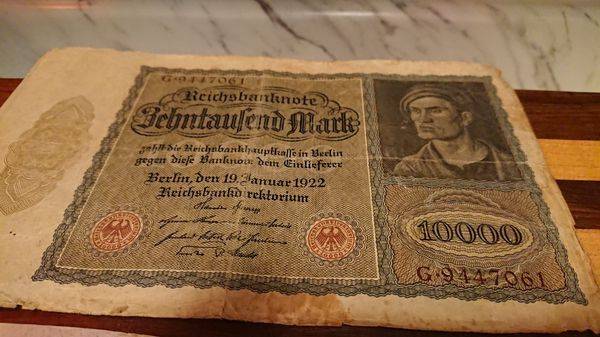 G·9447061
Reichsbanknote
Zehntausend Mark
zahlt die Reichsbankhauptkasse in Berlin
gegen diese Banknote dem Einlieferer
Berlin, den 19. Januar 1922
Reichsbankdirektorium
10000
G·9447061